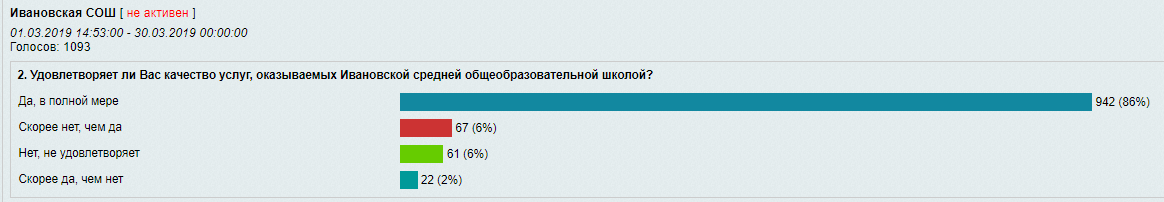 Ивановская СОШ [ не активен ]
01.03.2019 14:53:00 - 30.03.2019 00:00:00
Голосов: 1093
2. Удовлетворяет ли Вас качество услуг, оказываемых Ивановской средней общеобразовательной школой?
Да, в полной мере 942 (86%)
Скорее нет, чем да 67 (6%)
Нет, не удовлетворяет 61 (6%)
Скорее да, чем нет 22 (2%)